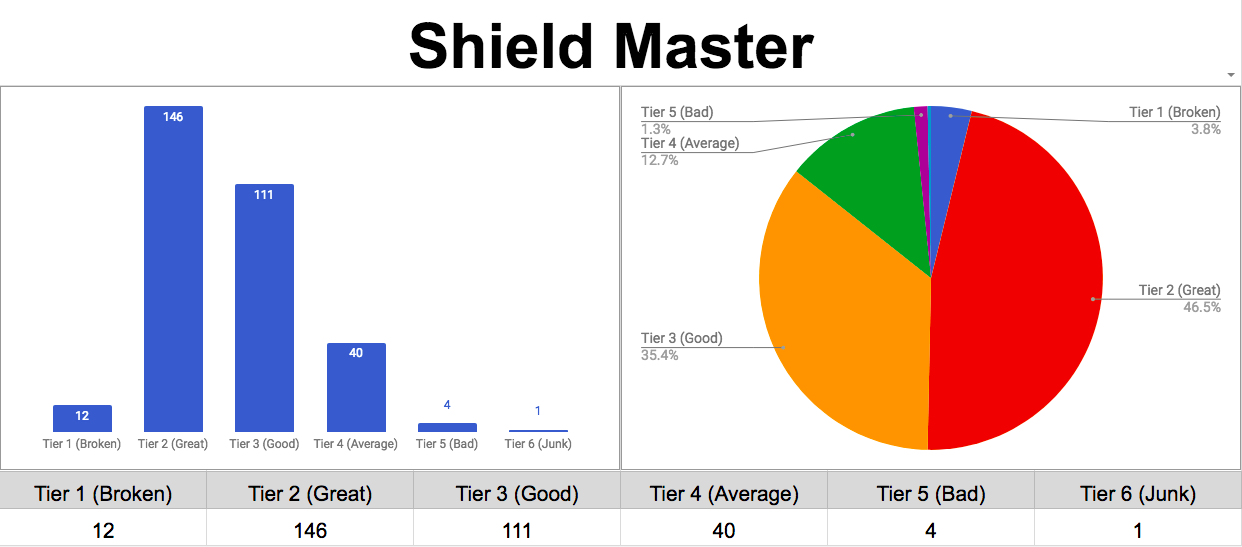 Shield Master
146
111
40
12
4
1
Tier 1 (Broken) Tier 2 (Great) Tier 3 (Good) Tier 4 (Average) Tier 5 (Bad) Tier 6 (Junk)
Tier 5 (Bad)
1.3%
Tier 4 (Average)
12.7%
Tier 3 (Good)
35.4%
Tier 1 (Broken)
3.8%
Tier 2 (Great)
46.5%
Tier 1 (Broken) Tier 2 (Great) Tier 3 (Good) Tier 4 (Average) Tier 5 (Bad) Tier 6 (Junk)
12 146 111 40 4 1